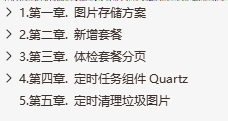 1.第一章. 图片存储方案
2.第二章. 新增套餐
3.第三章. 体检套餐分页
4.第四章. 定时任务组件 Quartz
5.第五章. 定时清理垃圾图片